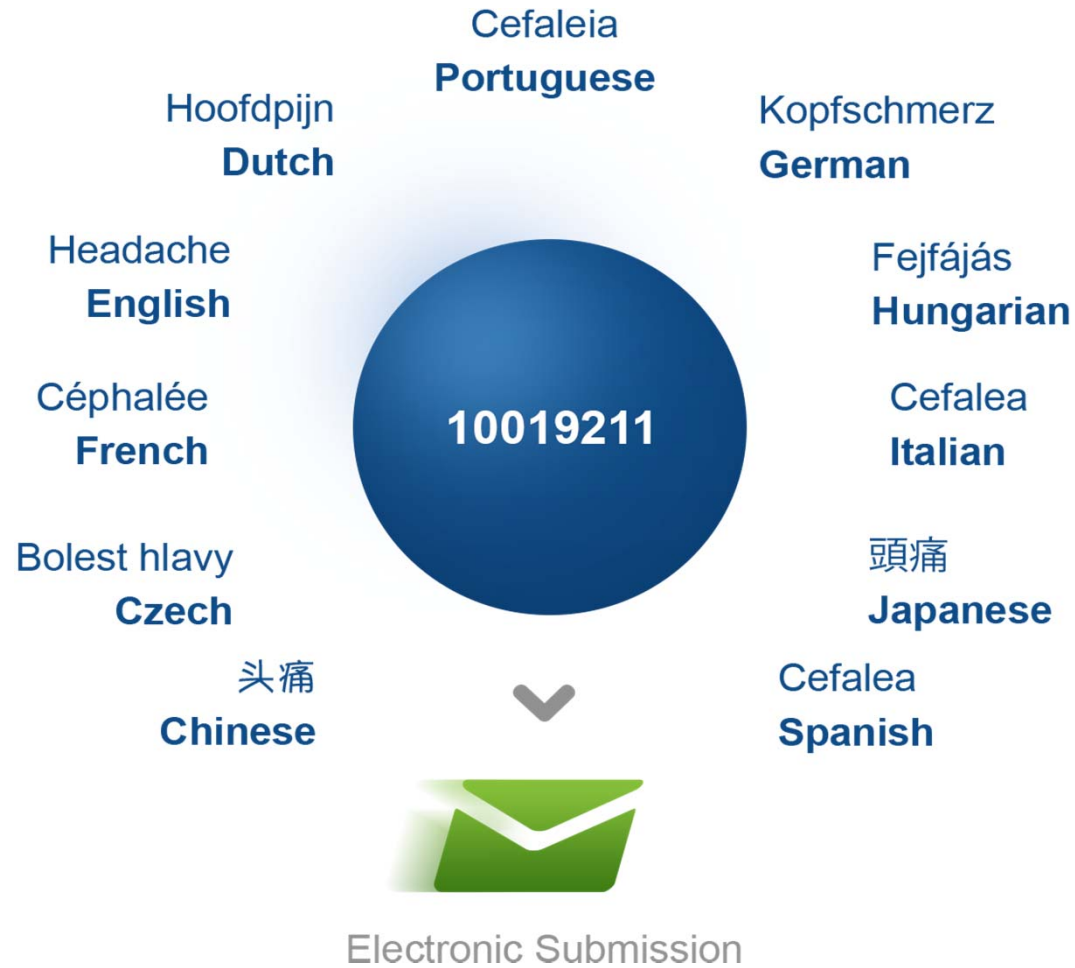 Cefaleia
Portuguese
Hoofdpijn
Dutch
Kopfschmerz
German
Headache
English
Fejfájás
Hungarian
Céphalée
French
10019211
Cefalea
Italian
Bolest hlavy
Czech
頭痛
Japanese
头痛
Chinese
Cefalea
Spanish
Electronic Submission